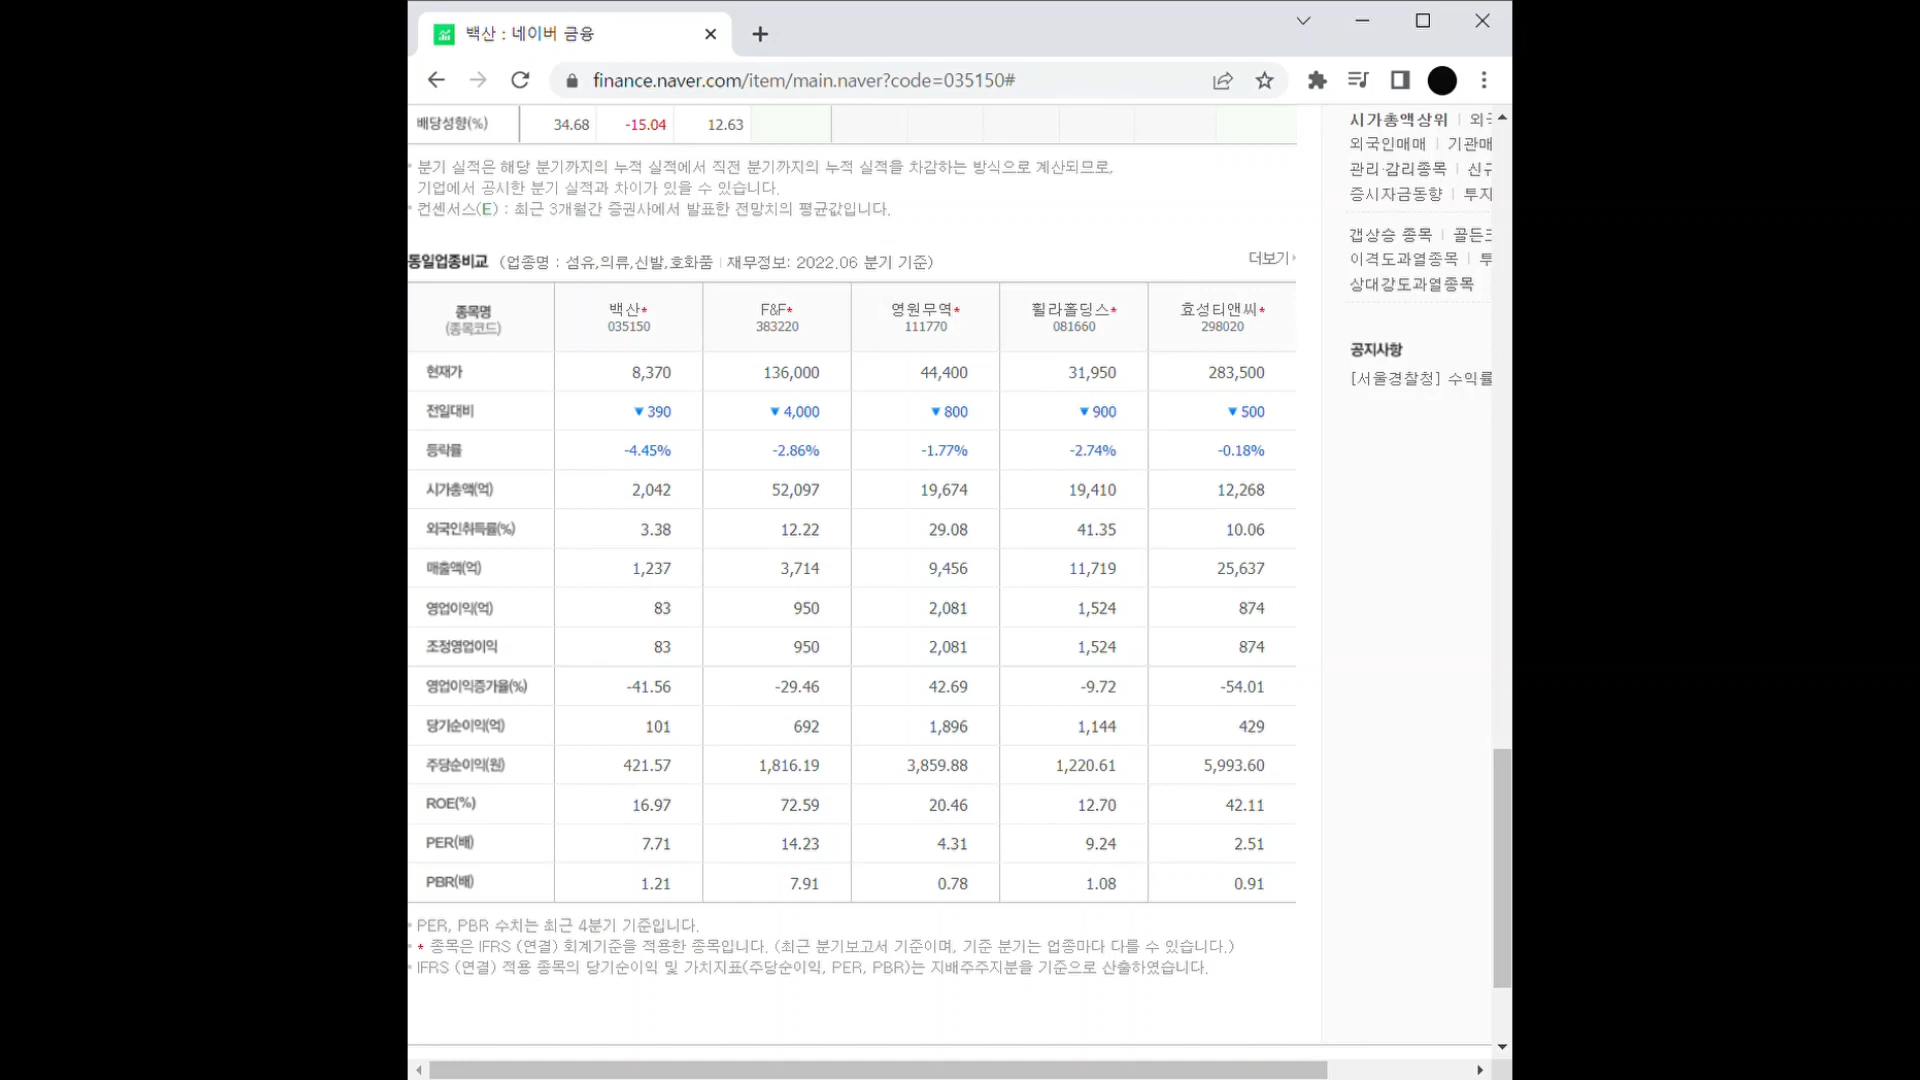 백산 : 네이버 금융
finance.naver.com/item/main.naver?code=035150#
배당성향(%) 34.68 -15.04 12.63
분기 실적은 해당 분기까지의 누적 실적에서 직전 분기까지의 누적 실적을 차감하는 방식으로 계산되므로,
기업에서 공시한 분기 실적과 차이가 있을 수 있습니다.
컨센서스(E) : 최근 3개월간 증권사에서 발표한 전망치의 평균값입니다.
동일업종비교 (업종명 : 섬유,의류,신발,호화품 | 재무정보: 2022.06 분기 기준) 더보기
종목명 백산* F&F* 영원무역* 휠라홀딩스* 효성티앤씨*
(종목코드) 035150 383220 111770 081660 298020
현재가 8,370 136,000 44,400 31,950 283,500
전일대비 ▼390 ▼4,000 ▼800 ▼900 ▼500
등락률 -4.45% -2.86% -1.77% -2.74% -0.18%
시가총액(억) 2,042 52,097 19,674 19,410 12,268
외국인취득률(%) 3.38 12.22 29.08 41.35 10.06
매출액(억) 1,237 3,714 9,456 11,719 25,637
영업이익(억) 83 950 2,081 1,524 874
조정영업이익 83 950 2,081 1,524 874
영업이익증가율(%) -41.56 -29.46 42.69 -9.72 -54.01
당기순이익(억) 101 692 1,896 1,144 429
주당순이익(원) 421.57 1,816.19 3,859.88 1,220.61 5,993.60
ROE(%) 16.97 72.59 20.46 12.70 42.11
PER(배) 7.71 14.23 4.31 9.24 2.51
PBR(배) 1.21 7.91 0.78 1.08 0.91
PER, PBR 수치는 최근 4분기 기준입니다.
* 종목은 IFRS (연결) 회계기준을 적용한 종목입니다. (최근 분기보고서 기준이며, 기준 분기는 업종마다 다를 수 있습니다.)
IFRS (연결) 적용 종목의 당기순이익 및 가치지표(주당순이익, PER, PBR)는 지배주주지분을 기준으로 산출하였습니다.
시가총액상위 | 외
외국인매매 | 기관매
관리·감리종목 | 신규
증시자금동향 | 투자
갭상승 종목 | 골든
이격도과열종목 | 투
상대강도과열종목
공지사항
[서울경찰청] 수익률